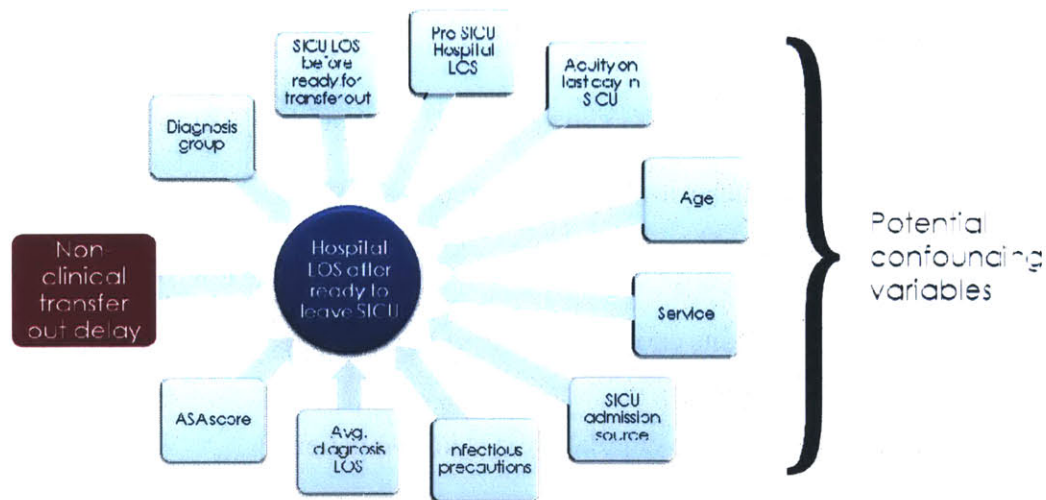 SICU LOS
before
ready for
transfer out
Pre SICU
Hospital
LOS
Acuity on
last day in
SICU
Diagnosis
group
Age
Non-
clinical
transfer
out delay
Hospital
LOS after
ready to
leave SICU
Potential
confounding
variables
Service
ASA score
Avg.
diagnosis
LOS
Infectious
precautions
SICU
admission
source